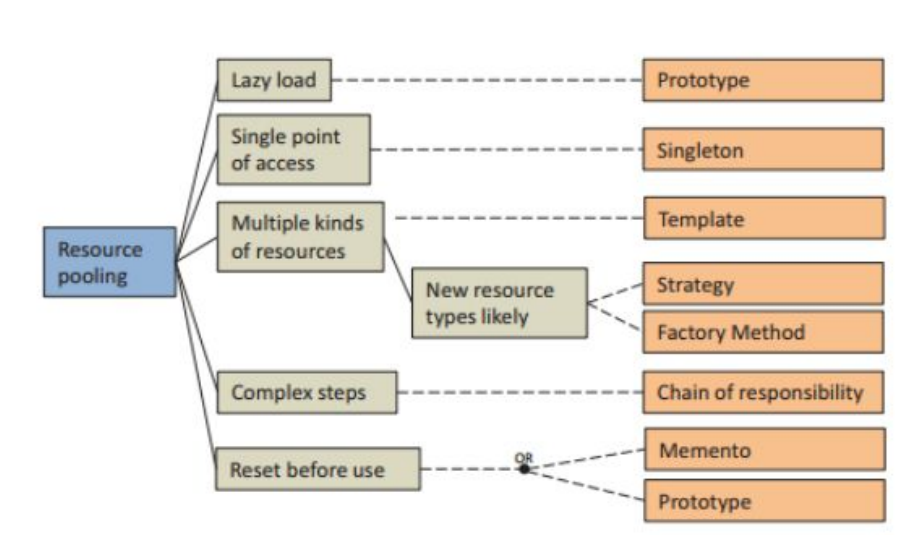 Lazy load
Prototype
Single point
of access
Singleton
Multiple kinds
of resources
Template
Resource
pooling
New resource
types likely
Strategy
Factory Method
Complex steps
Chain of responsibility
Reset before use
OR
Memento
Prototype